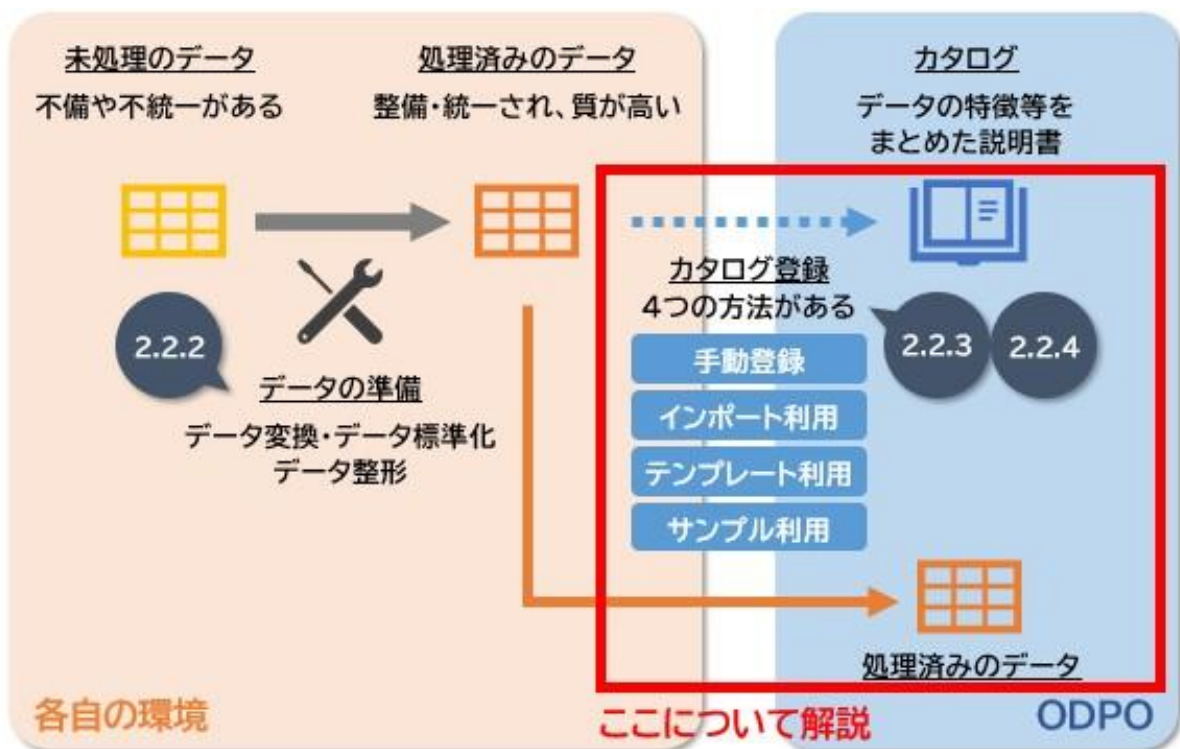 未処理のデータ
不備や不統一がある
処理済みのデータ
整備・統一され、質が高い
カタログ
データの特徴等を
まとめた説明書
カタログ登録
4つの方法がある
手動登録
インポート利用
テンプレート利用
サンプル利用
2.2.3
2.2.4
2.2.2
データの準備
データ変換・データ標準化
データ整形
処理済みのデータ
各自の環境
ここについて解説
ODPO